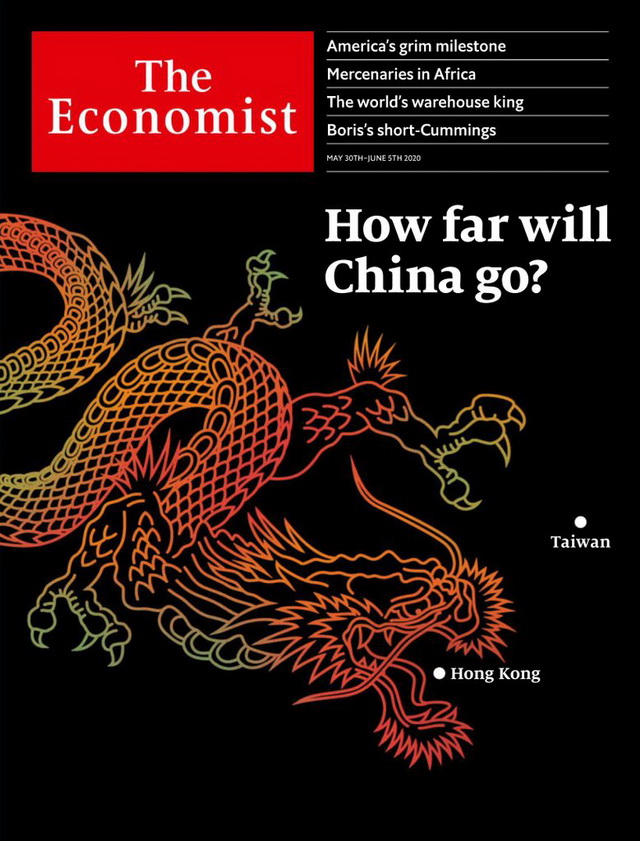 The
Economist
America's grim milestone
Mercenaries in Africa
The world's warehouse king
Boris's short-Cummings
MAY 30TH–JUNE 5TH 2020
How far will
China go?
Taiwan
Hong Kong